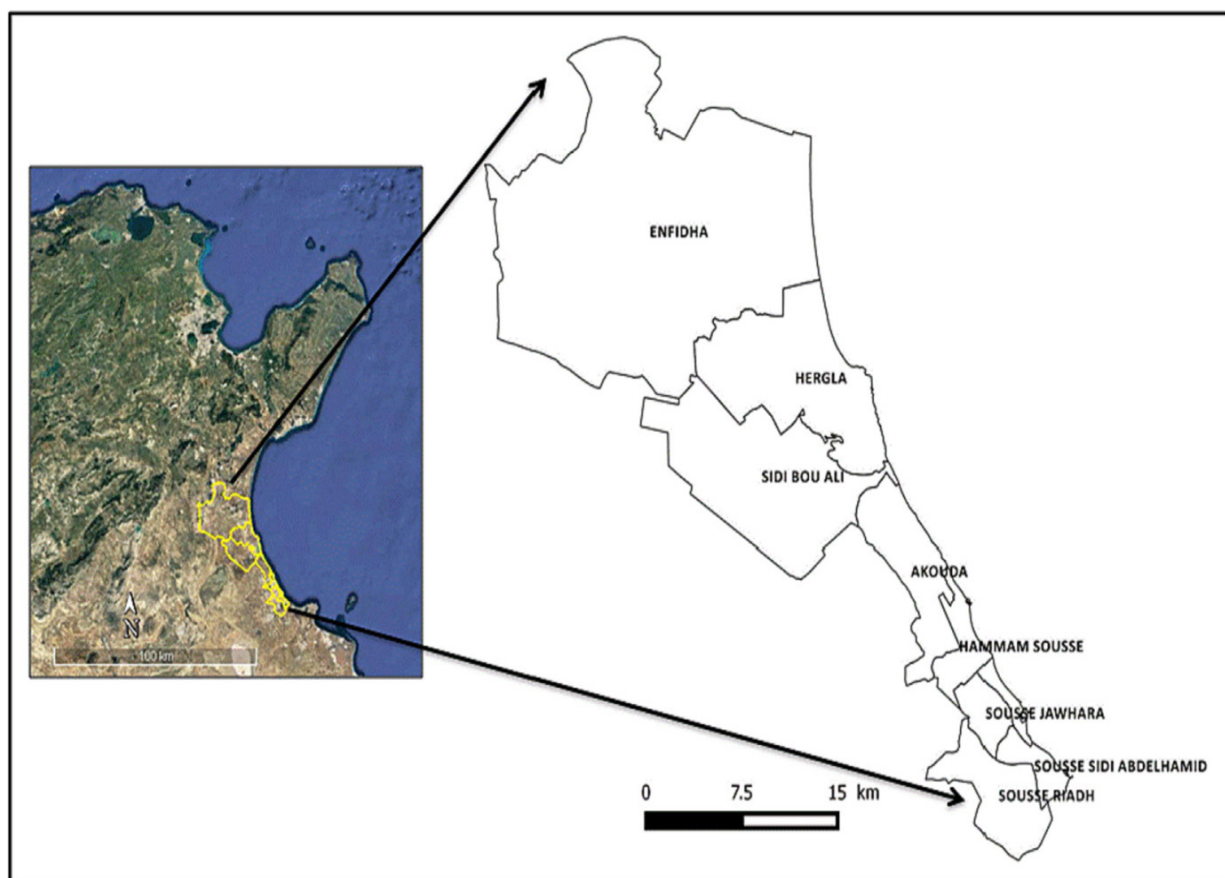 ENFIDHA
HERGLA
SIDI BOU ALI
AKOUDA
HAMMAM SOUSSE
SOUSSE JAWHARA
SOUSSE SIDI ABDELHAMID
SOUSSE RIADH
N
100 km
0 7.5 15 km